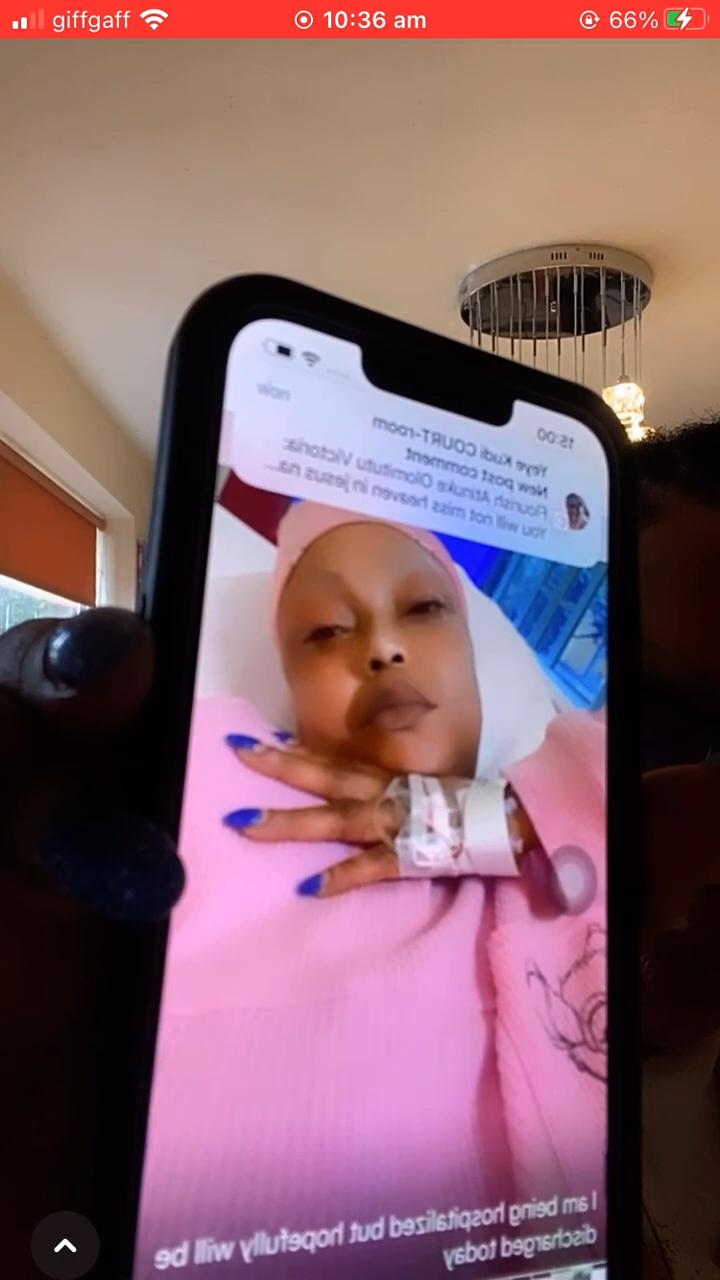 giffgaff
10:36 am
66%
15:00
now
Yeye Kudi COURT-room
New post comment
Flourish Atinuke Olomitutu Victoria:
You will not miss heaven in jesus na...
I am being hospitalized but hopefully will be
discharged today